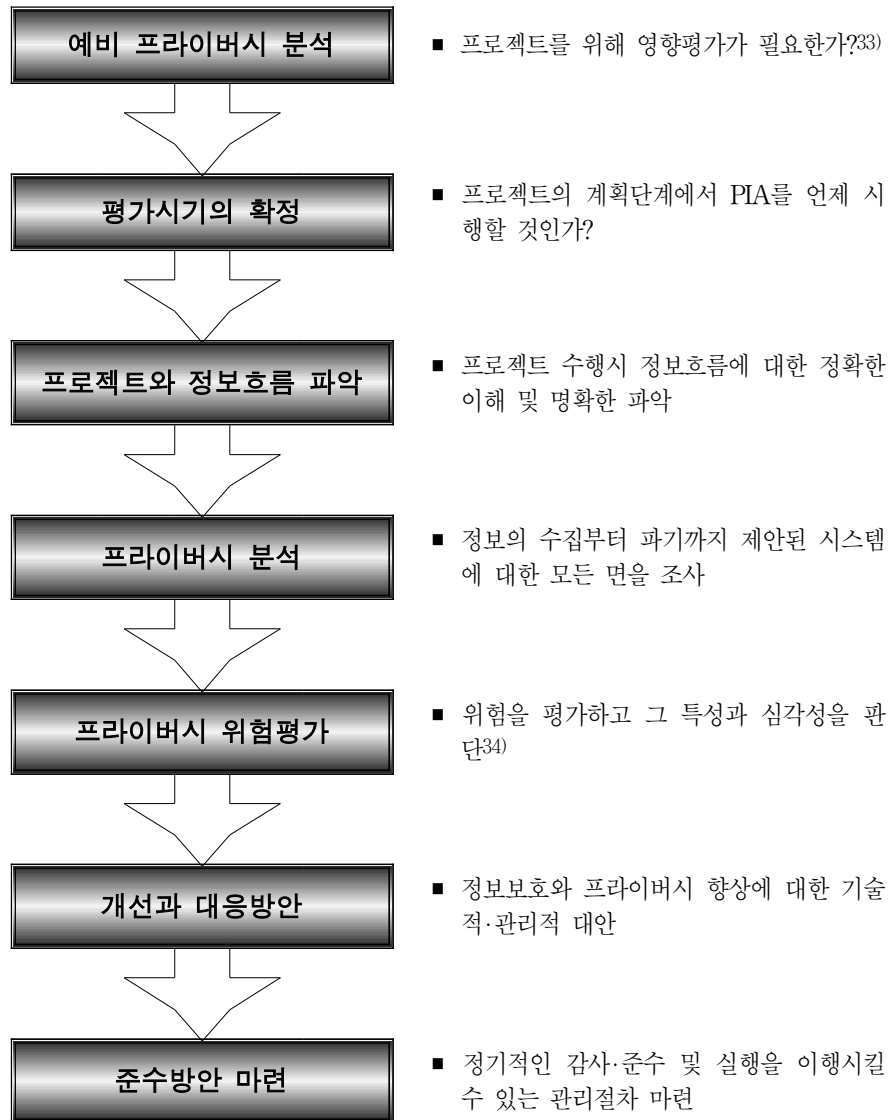 예비 프라이버시 분석
■ 프로젝트를 위해 영향평가가 필요한가?33)
평가시기의 확정
■ 프로젝트의 계획단계에서 PIA를 언제 시
행할 것인가?
프로젝트와 정보흐름 파악
■ 프로젝트 수행시 정보흐름에 대한 정확한
이해 및 명확한 파악
프라이버시 분석
■ 정보의 수집부터 파기까지 제안된 시스템
에 대한 모든 면을 조사
프라이버시 위험평가
■ 위험을 평가하고 그 특성과 심각성을 판
단34)
개선과 대응방안
■ 정보보호와 프라이버시 향상에 대한 기술
적·관리적 대안
준수방안 마련
■ 정기적인 감사·준수 및 실행을 이행시킬
수 있는 관리절차 마련